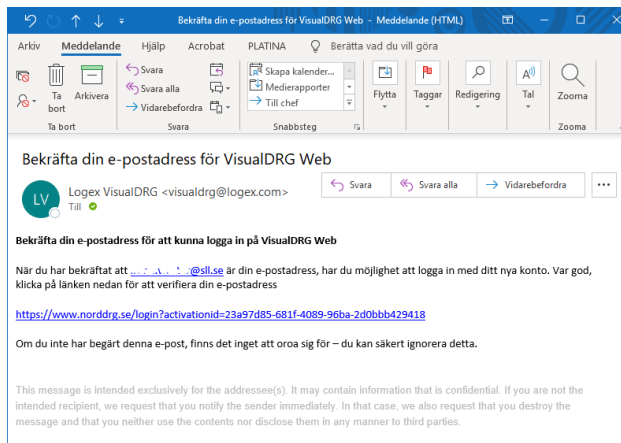 Bekräfta din e-postadress för VisualDRG Web - Meddelande (HTML)
Arkiv Meddelande Hjälp Acrobat PLATINA Berätta vad du vill göra
Ta bort
Arkivera
Svara
Svara alla
Vidarebefordra
Skapa kalender...
Medierapporter
Till chef
Flytta
Taggar
Redigering
Tal
Zooma
Ta bort Svara Snabbsteg Zooma
Bekräfta din e-postadress för VisualDRG Web
LV
Logex VisualDRG <visualdrg@logex.com>
Till
Svara Svara alla Vidarebefordra
Bekräfta din e-postadress för att kunna logga in på VisualDRG Web
När du har bekräftat att @sll.se är din e-postadress, har du möjlighet att logga in med ditt nya konto. Var god,
klicka på länken nedan för att verifiera din e-postadress
https://www.norddrg.se/login?activationid=23a97d85-681f-4089-96ba-2d0bbb429418
Om du inte har begärt denna e-post, finns det inget att oroa sig för – du kan säkert ignorera detta.
This message is intended exclusively for the addressee(s). It may contain information that is confidential. If you are not the
intended recipient, we request that you notify the sender immediately. In that case, we also request that you destroy the
message and that you neither use the contents nor disclose them in any manner to third parties.